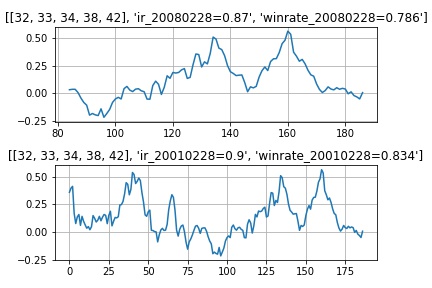 [[32, 33, 34, 38, 42], 'ir_20080228=0.87', 'winrate_20080228=0.786']
0.50
0.25
0.00
−0.25
80 100 120 140 160 180
[[32, 33, 34, 38, 42], 'ir_20010228=0.9', 'winrate_20010228=0.834']
0.50
0.25
0.00
−0.25
0 25 50 75 100 125 150 175